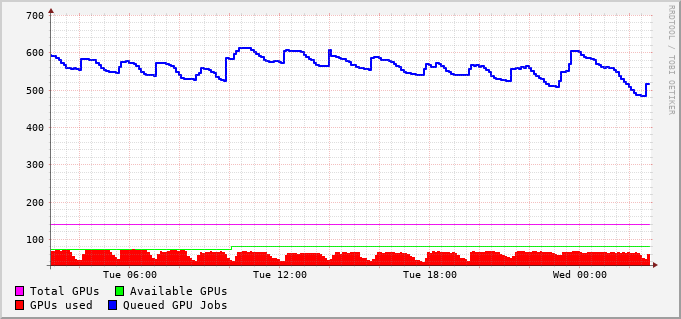 700
600
500
400
300
200
100
Tue 06:00 Tue 12:00 Tue 18:00 Wed 00:00
Total GPUs Available GPUs
GPUs used Queued GPU Jobs
RRDTOOL / TOBI OETIKER